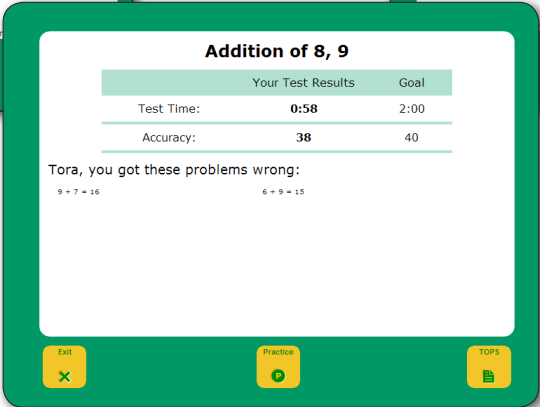 Addition of 8, 9
Your Test Results Goal
Test Time: 0:58 2:00
Accuracy: 38 40
Tora, you got these problems wrong:
9 + 7 = 16 6 + 9 = 15
Exit Practice TOPS
P